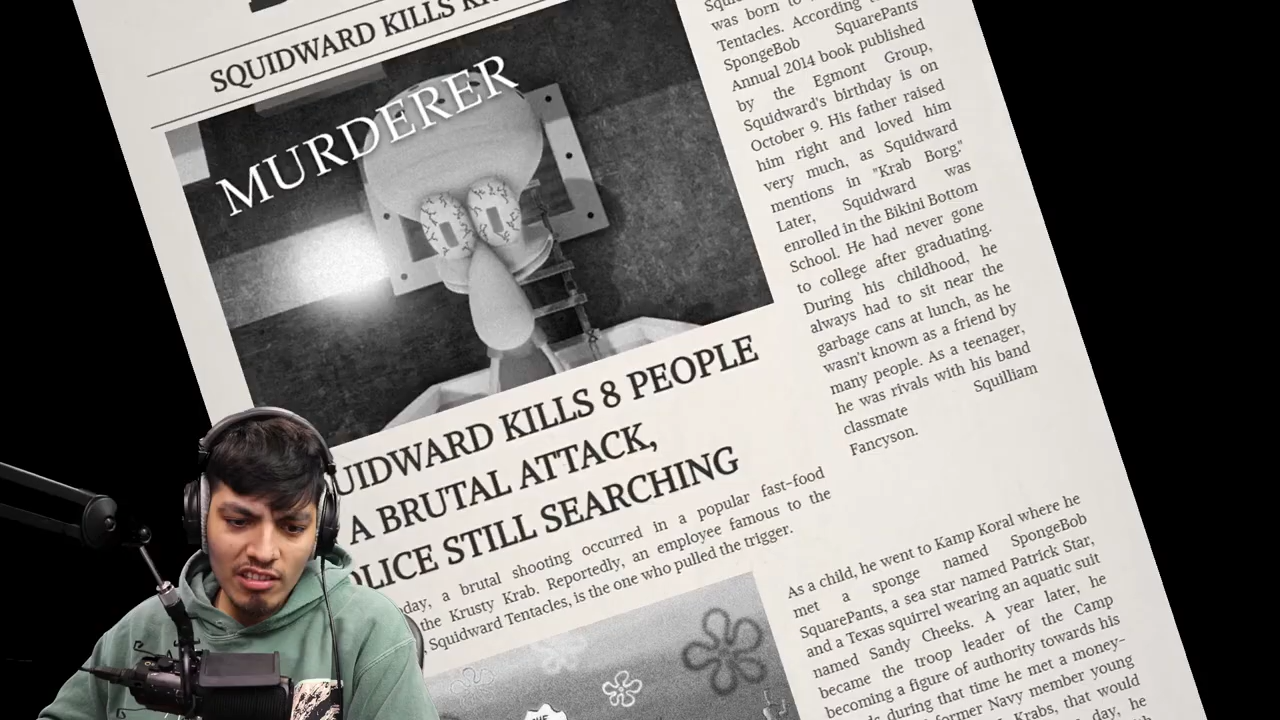 SQUIDWARD KILLS
MURDERER
UIDWARD KILLS 8 PEOPLE
A BRUTAL ATTACK,
OLICE STILL SEARCHING
day, a brutal shooting occurred in a popular fast-food
the Krusty Krab. Reportedly, an employee famous to the
, Squidward Tentacles, is the one who pulled the trigger.
THE
was born to
Tentacles. According
SpongeBob SquarePants
Annual 2014 book published
by the Egmont Group,
Squidward's birthday is on
October 9. His father raised
him right and loved him
very much, as Squidward
mentions in "Krab Borg."
Later, Squidward was
enrolled in the Bikini Bottom
School. He had never gone
to college after graduating.
During his childhood, he
always had to sit near the
garbage cans at lunch, as he
wasn't known as a friend by
many people. As a teenager,
he was rivals with his band
classmate Squilliam
Fancyson.
As a child, he went to Kamp Koral where he
met a sponge named SpongeBob
SquarePants, a sea star named Patrick Star,
and a Texas squirrel wearing an aquatic suit
named Sandy Cheeks. A year later, he
became the troop leader of the Camp
becoming a figure of authority towards his
during that time he met a money-
former Navy member young
Krabs, that would
day, he